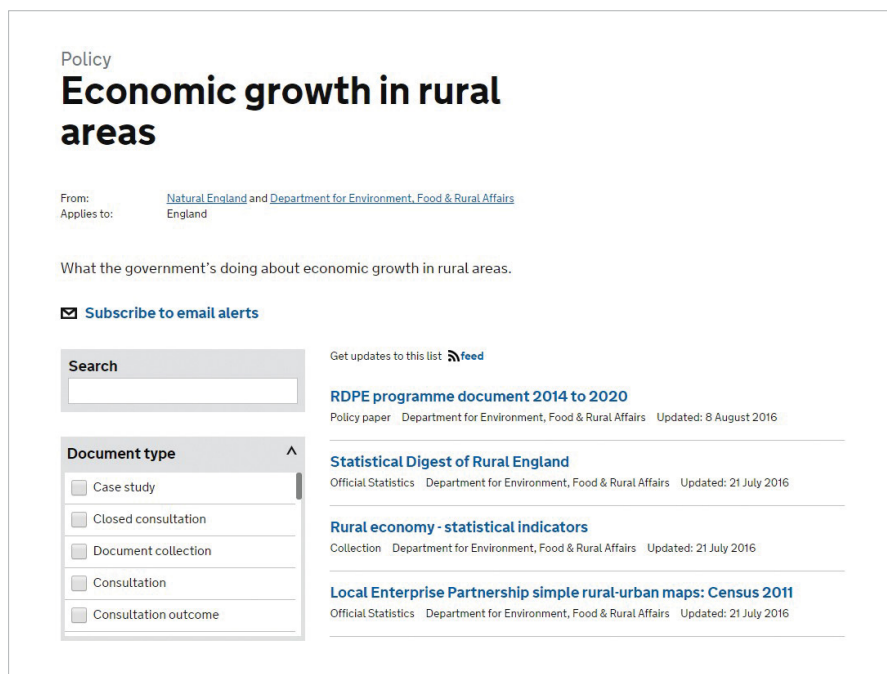 Policy
Economic growth in rural
areas
From: Natural England and Department for Environment, Food & Rural Affairs
Applies to: England
What the government's doing about economic growth in rural areas.
Subscribe to email alerts
Search
Document type
Case study
Closed consultation
Document collection
Consultation
Consultation outcome
Get updates to this list feed
RDPE programme document 2014 to 2020
Policy paper Department for Environment, Food & Rural Affairs Updated: 8 August 2016
Statistical Digest of Rural England
Official Statistics Department for Environment, Food & Rural Affairs Updated: 21 July 2016
Rural economy - statistical indicators
Collection Department for Environment, Food & Rural Affairs Updated: 21 July 2016
Local Enterprise Partnership simple rural-urban maps: Census 2011
Official Statistics Department for Environment, Food & Rural Affairs Updated: 21 July 2016